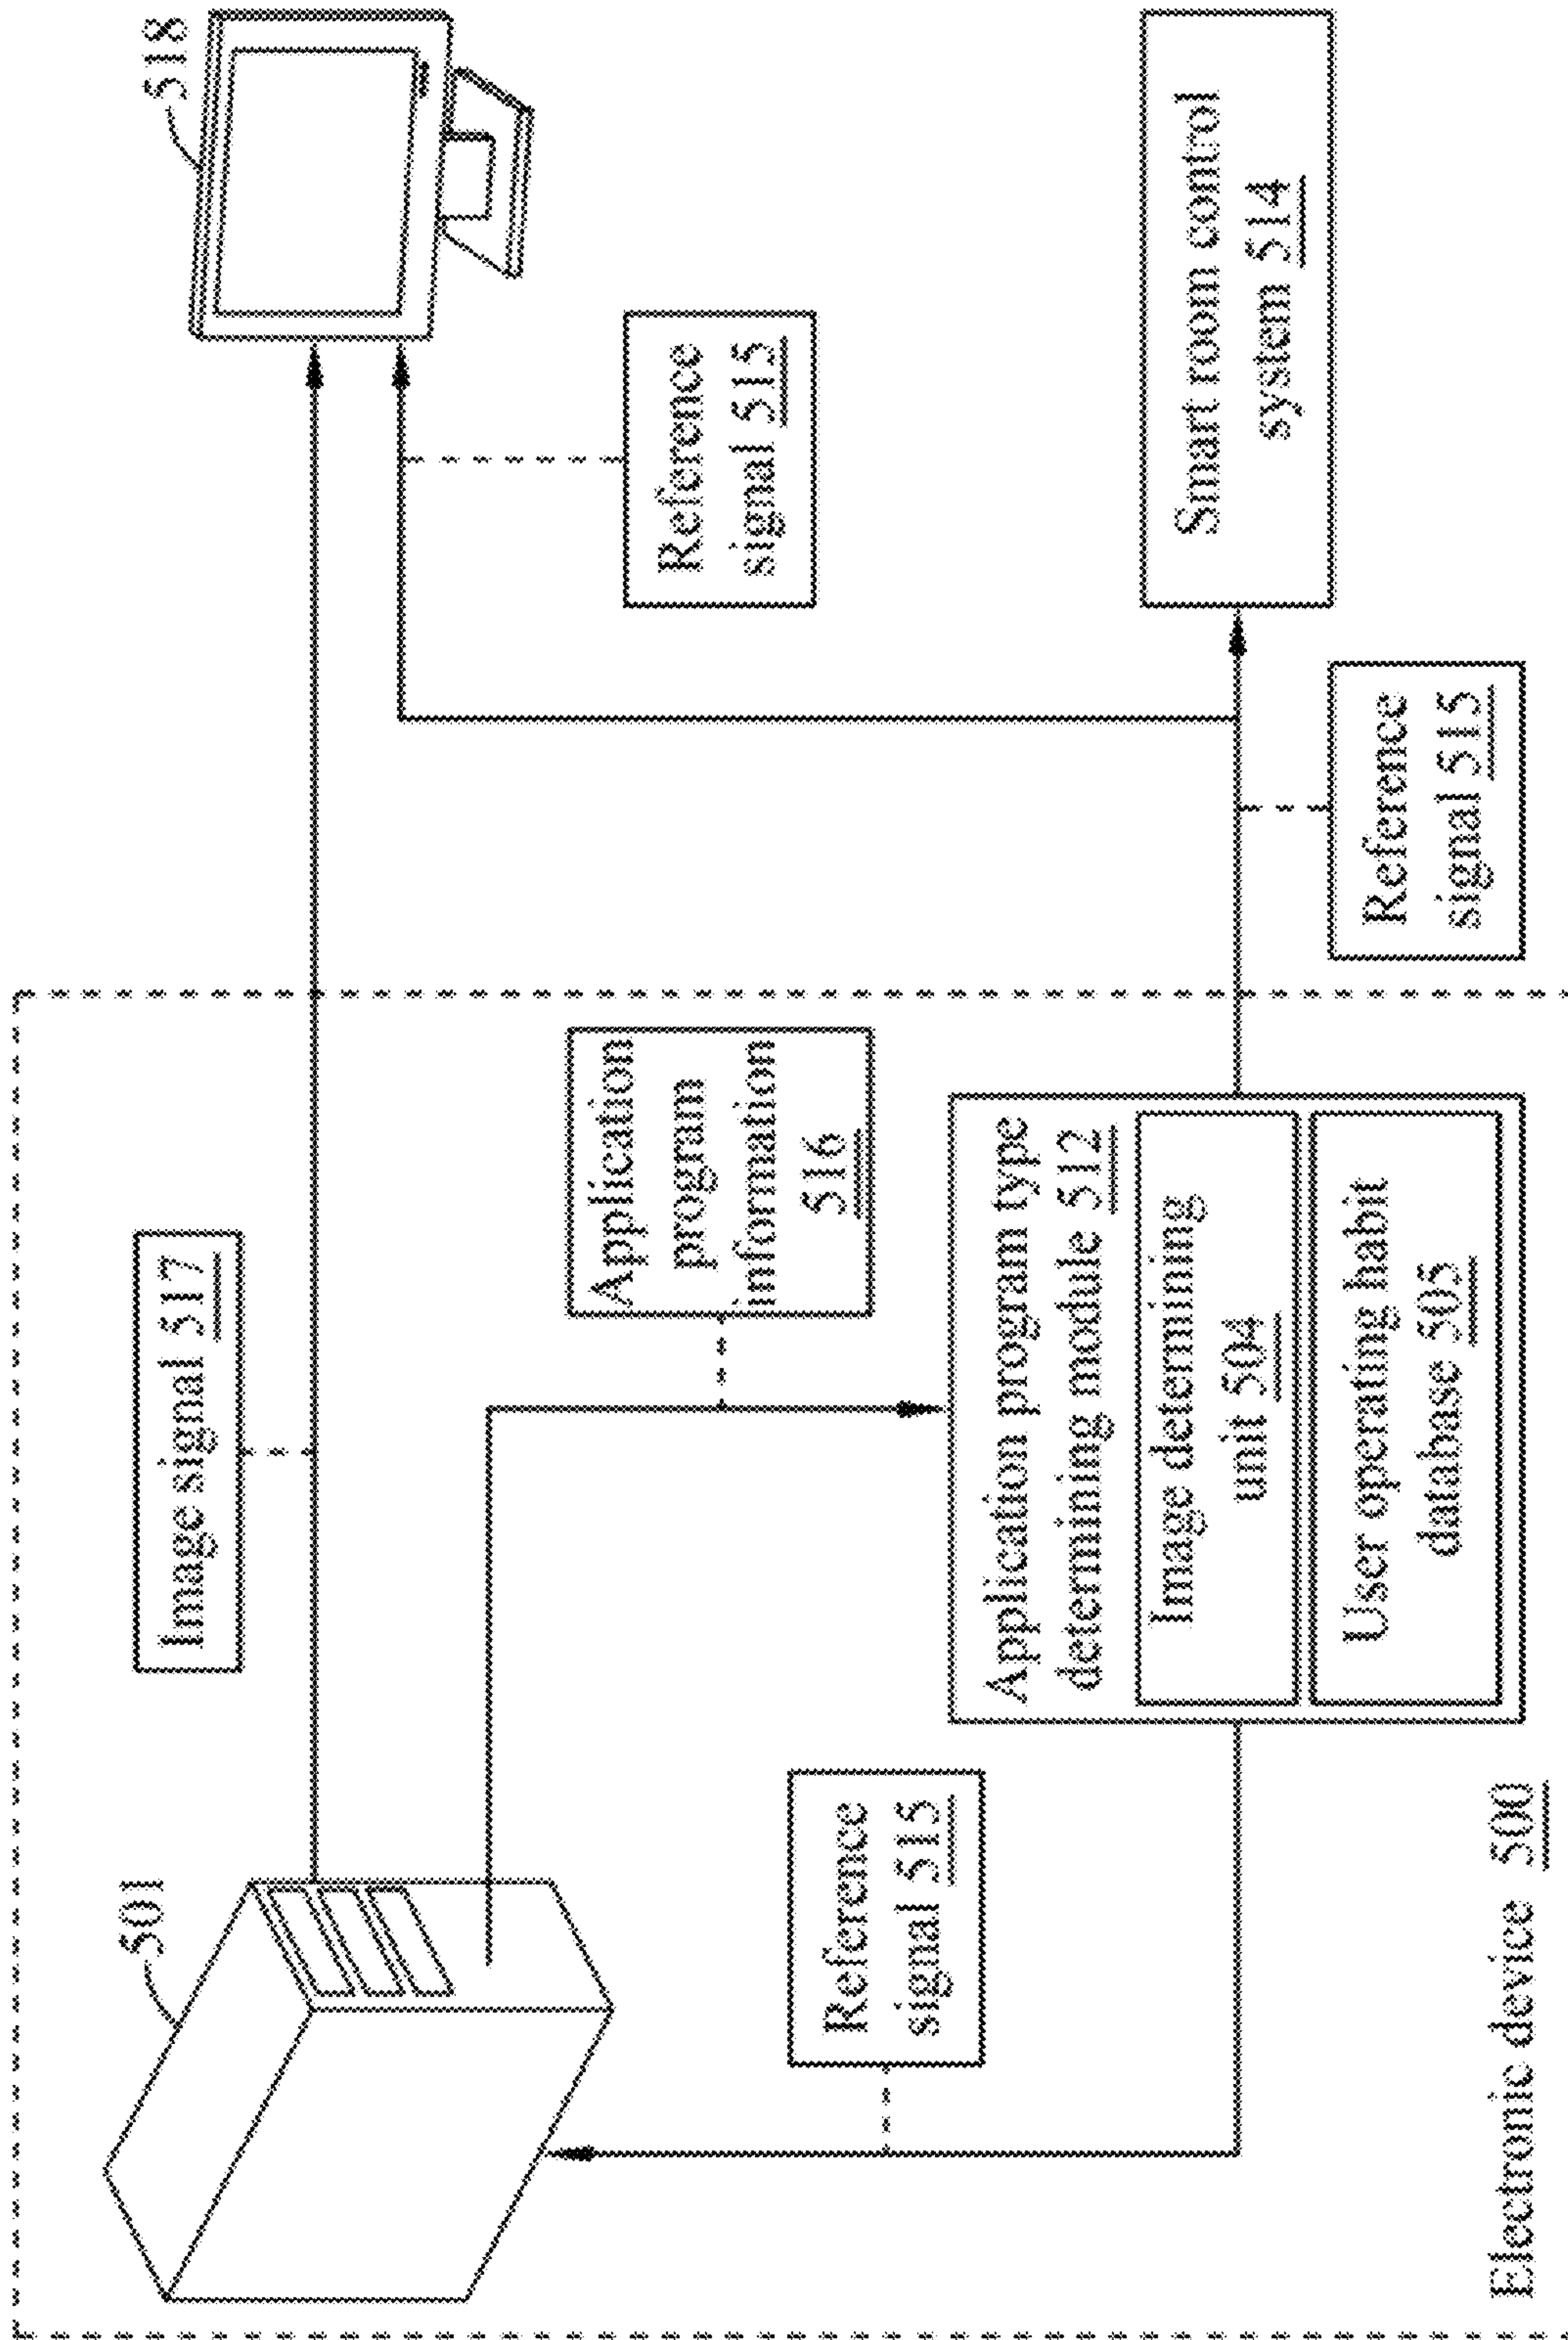 501
Image signal 517
518
Application
program
information
516
Reference
signal 515
Reference
signal 515
Application program type
determining module 512
Image determining
unit 504
User operating habit
database 505
Smart room control
system 514
Reference
signal 515
Electronic device 500